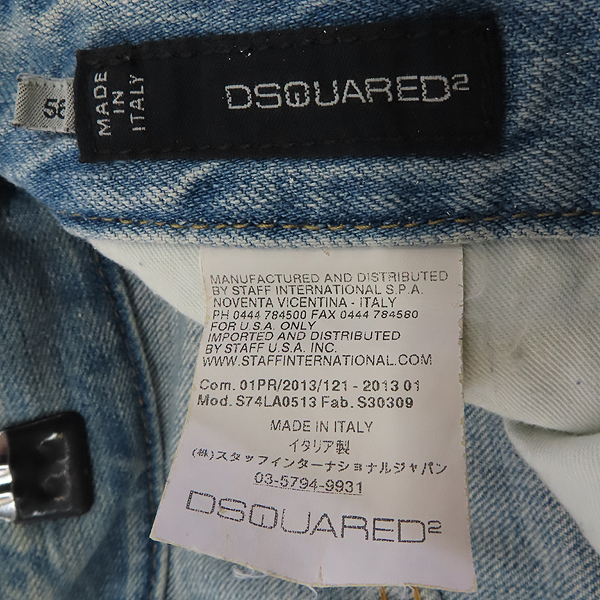 58
MADE
IN
ITALY
DSQUARED2
MANUFACTURED AND DISTRIBUTED
BY STAFF INTERNATIONAL S.P.A.
NOVENTA VICENTINA - ITALY
PH 0444 784500 FAX 0444 784560
FOR U.S.A. ONLY
IMPORTED AND DISTRIBUTED
BY STAFF U.S.A. INC.
WWW.STAFFINTERNATIONAL.COM
Com. 01PR/2013/121 - 2013 01
Mod. S74LA0513 Fab. S30309
MADE IN ITALY
イタリア製
(株)スタッフインターナショナルジャパン
03-5794-9931
DSQUARED2